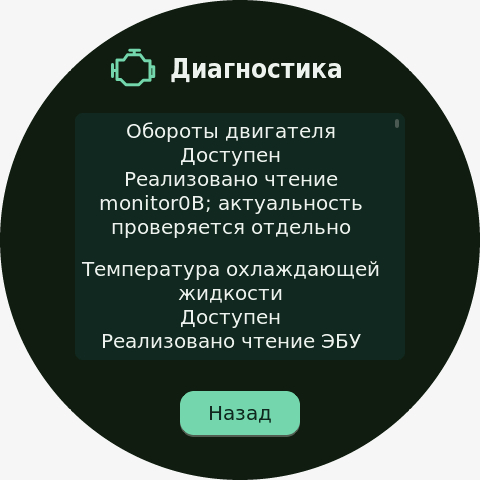 Диагностика
Обороты двигателя
Доступен
Реализовано чтение
monitor0B; актуальность
проверяется отдельно
Температура охлаждающей
жидкости
Доступен
Реализовано чтение ЭБУ
Назад